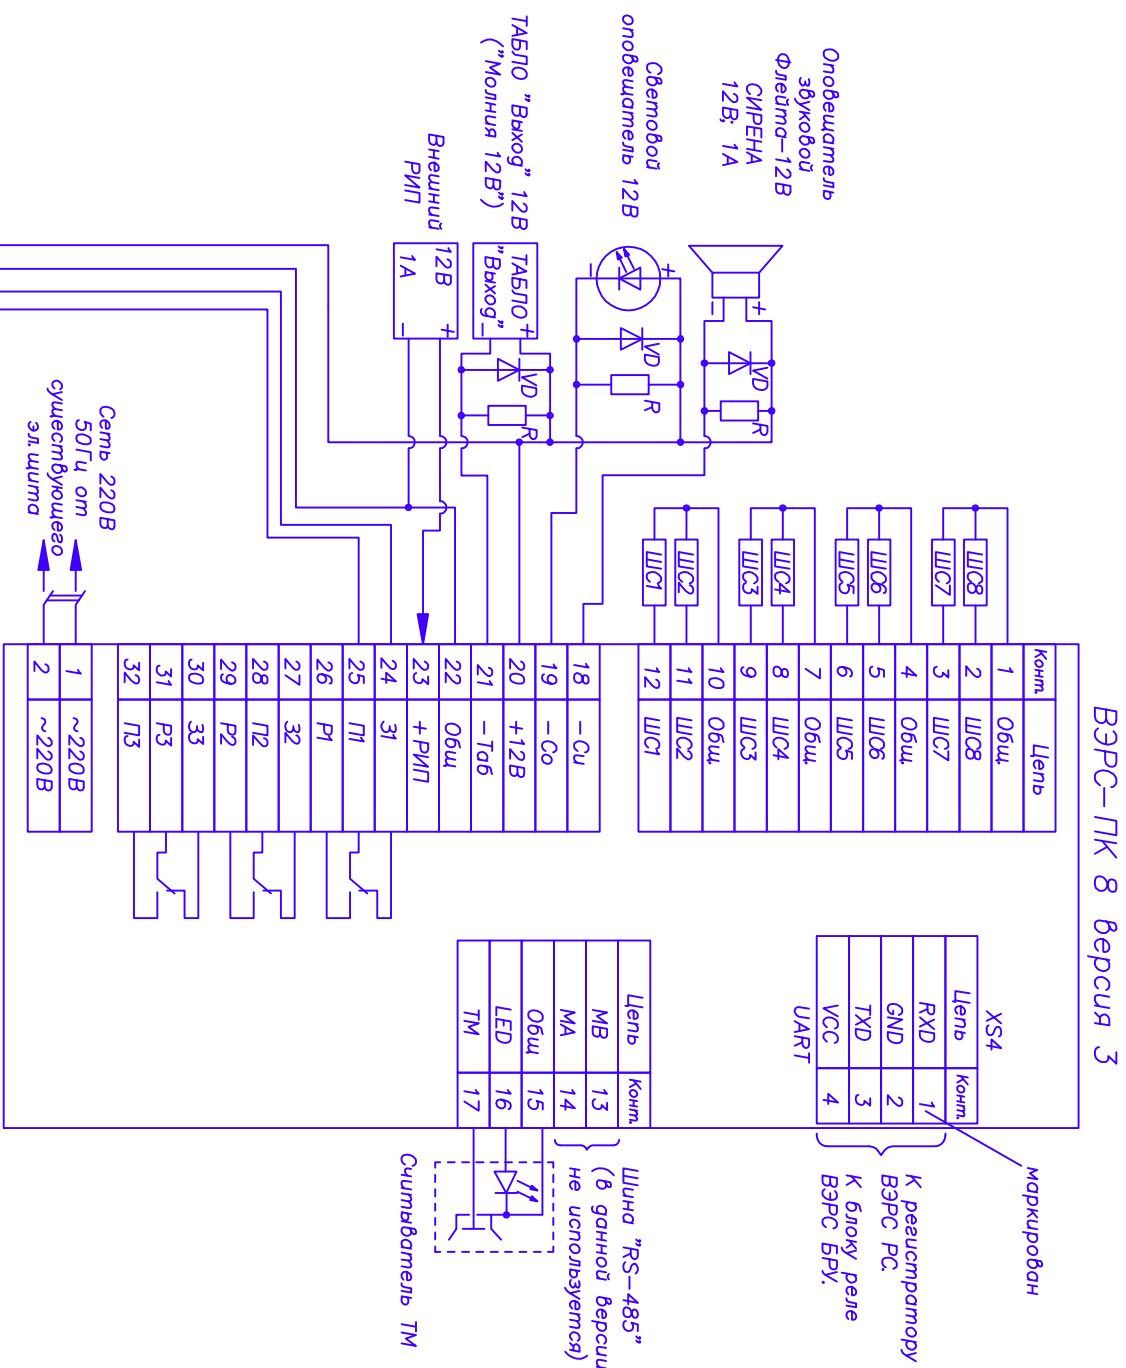 ВЭРС-ПК 8 версия 3
Оповещатель
звуковой
Флейта-12В
СИРЕНА
12В; 1А
Световой
оповещатель 12В
ТАБЛО "Выход" 12В
("Молния 12В")
Внешний
РИП
+
-
VD
R
+
-
VD
R
ТАБЛО +
"Выход" -
VD
R
12В +
1А -
Сеть 220В
50Гц от
существующего
эл.щита
ШС8
ШС7
ШС6
ШС5
ШС4
ШС3
ШС2
ШС1
Конт. Цепь
1 Общ.
2 ШС8
3 ШС7
4 Общ.
5 ШС6
6 ШС5
7 Общ.
8 ШС4
9 ШС3
10 Общ.
11 ШС2
12 ШС1
18 -Си
19 -Со
20 +12В
21 -Таб
22 Общ
23 +РИП
24 З1
25 П1
26 Р1
27 З2
28 П2
29 Р2
30 З3
31 Р3
32 П3
1 ~220В
2 ~220В
XS4
Цепь Конт.
RXD 1
GND 2
TXD 3
VCC 4
UART
маркирован
К регистратору
ВЭРС РС.
К блоку реле
ВЭРС БРУ.
Цепь Конт.
МВ 13
МА 14
Общ 15
LED 16
ТМ 17
Шина "RS-485"
(в данной версии
не используется)
Считыватель ТМ